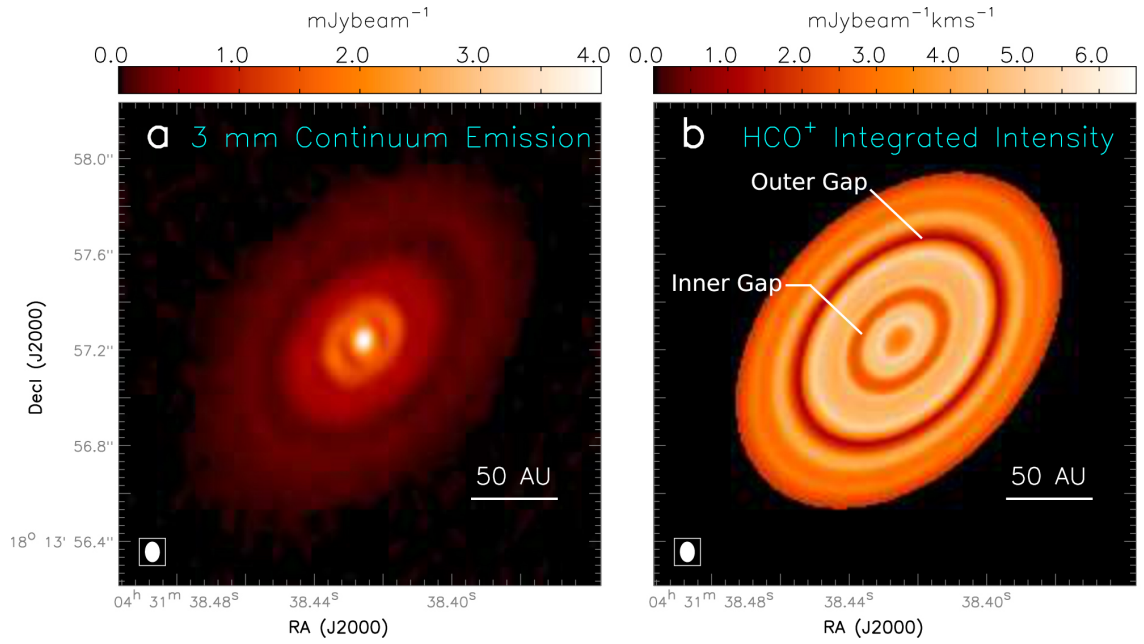 mJybeam⁻¹
0.0 1.0 2.0 3.0 4.0
a 3 mm Continuum Emission
58.0"
57.6"
57.2"
56.8"
18° 13' 56.4"
Decl (J2000)
50 AU
04ʰ 31ᵐ 38.48ˢ 38.44ˢ 38.40ˢ
RA (J2000)
mJybeam⁻¹kms⁻¹
0.0 1.0 2.0 3.0 4.0 5.0 6.0
b HCO⁺ Integrated Intensity
Outer Gap
Inner Gap
50 AU
04ʰ 31ᵐ 38.48ˢ 38.44ˢ 38.40ˢ
RA (J2000)